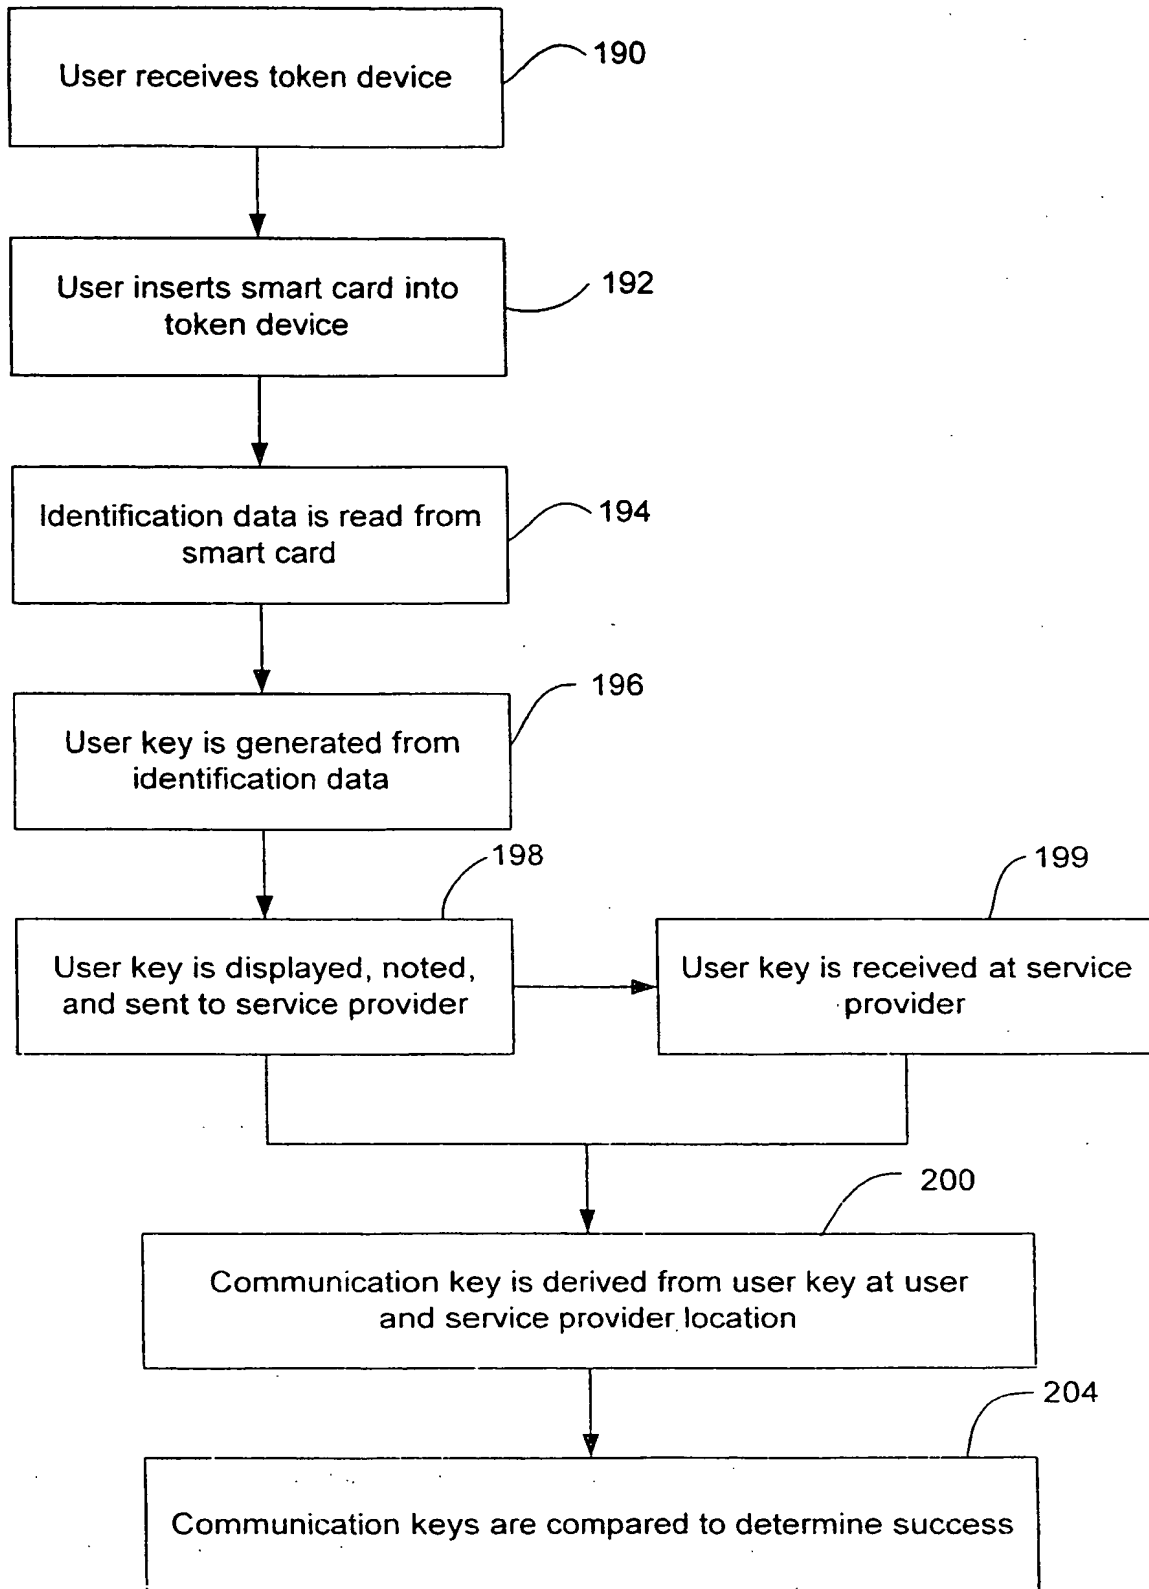 User receives token device
190
User inserts smart card into
token device
192
Identification data is read from
smart card
194
User key is generated from
identification data
196
User key is displayed, noted,
and sent to service provider
198
User key is received at service
provider
199
Communication key is derived from user key at user
and service provider location
200
Communication keys are compared to determine success
204